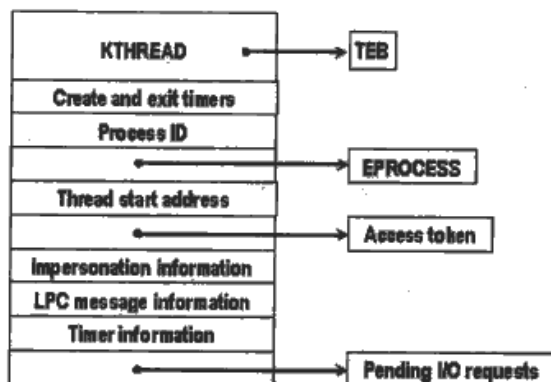 KTHREAD
TEB
Create and exit timers
Process ID
EPROCESS
Thread start address
Access token
Impersonation information
LPC message information
Timer information
Pending I/O requests